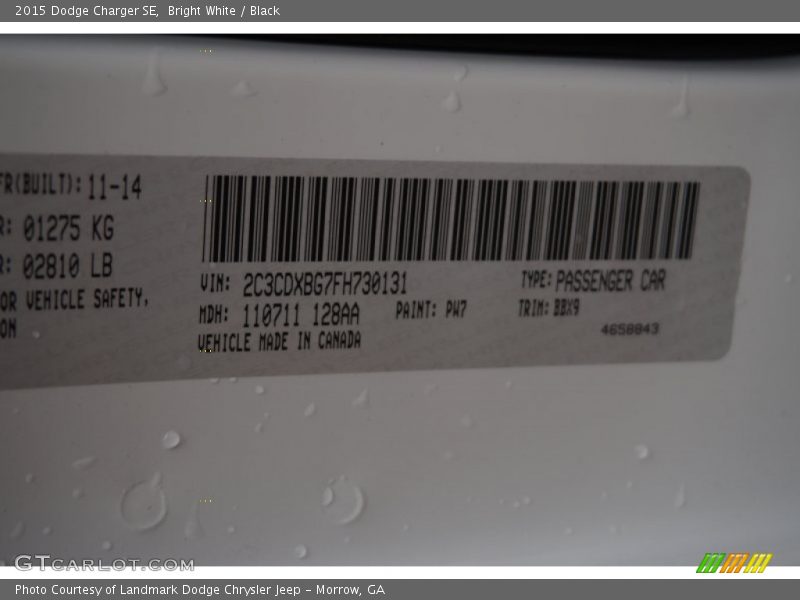 2015 Dodge Charger SE,  Bright White / Black
FR(BUILT): 11-14
R: 01275 KG
R: 02810 LB
OR VEHICLE SAFETY,
ON
VIN: 2C3CDXBG7FH730131
TYPE: PASSENGER CAR
MDH: 110711 128AA
PAINT: PW7
TRIM: BBX9
VEHICLE MADE IN CANADA
4658843
GTCARLOT.COM
Photo Courtesy of Landmark Dodge Chrysler Jeep – Morrow, GA